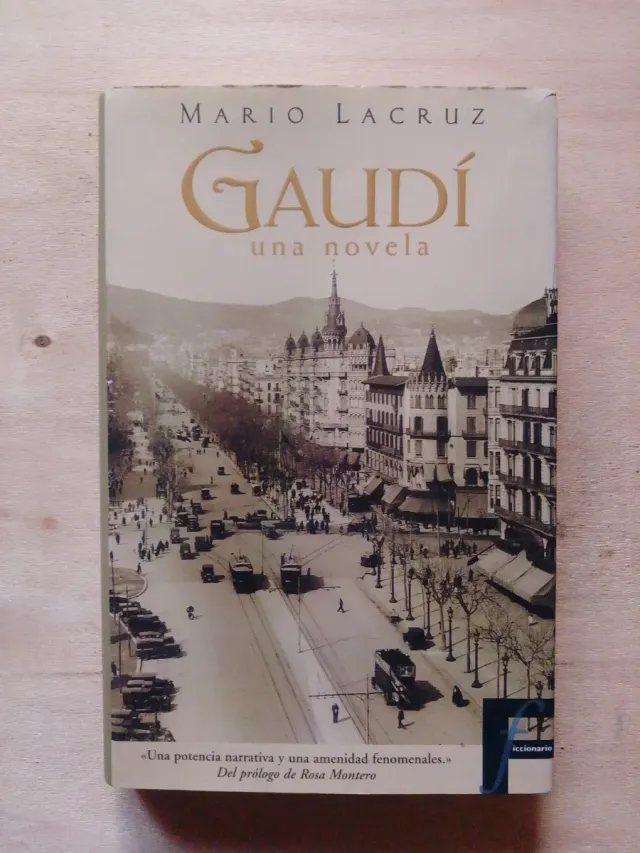 MARIO LACRUZ
GAUDÍ
una novela
«Una potencia narrativa y una amenidad fenomenales.»
Del prólogo de Rosa Montero
ficcionario